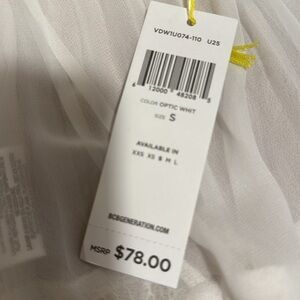 VDW1U074-110 U25
6 12000 48208 5
COLOR OPTIC WHIT
SIZE S
AVAILABLE IN
XXS XS S M L
BCBGENERATION.COM
MSRP $78.00